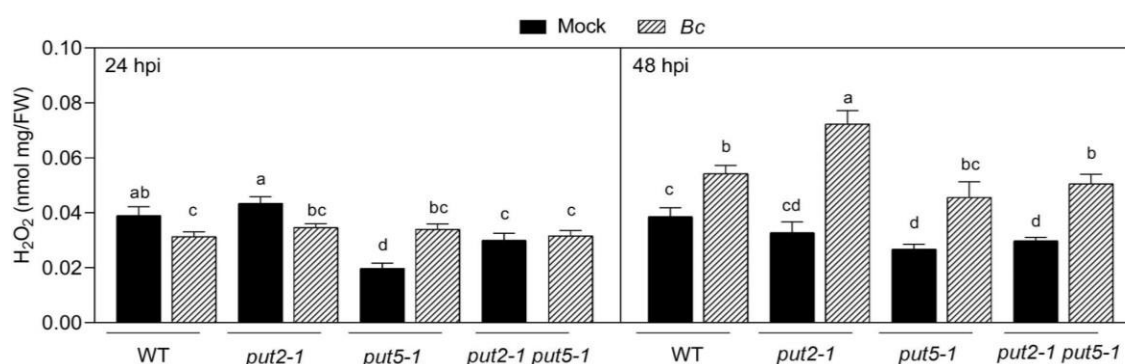 Mock Bc
0.10
0.08
0.06
0.04
0.02
0.00
H₂O₂ (nmol mg/FW)
24 hpi
ab c a bc d bc c c
WT put2-1 put5-1 put2-1 put5-1
48 hpi
c b cd a d bc d b
WT put2-1 put5-1 put2-1 put5-1